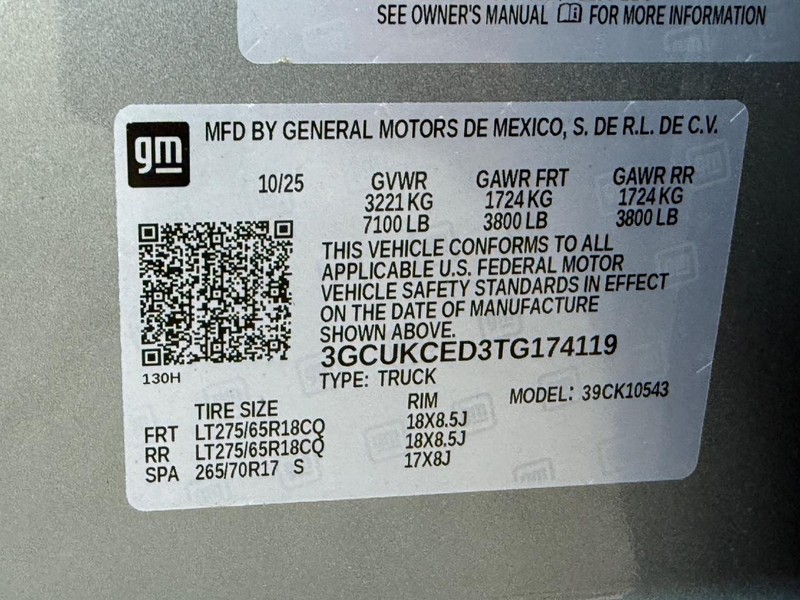 SEE OWNER'S MANUAL FOR MORE INFORMATION
gm
MFD BY GENERAL MOTORS DE MEXICO, S. DE R.L. DE C.V.
10/25 GVWR GAWR FRT GAWR RR
3221 KG 1724 KG 1724 KG
7100 LB 3800 LB 3800 LB
THIS VEHICLE CONFORMS TO ALL
APPLICABLE U.S. FEDERAL MOTOR
VEHICLE SAFETY STANDARDS IN EFFECT
ON THE DATE OF MANUFACTURE
SHOWN ABOVE.
3GCUKCED3TG174119
130H
TYPE: TRUCK
MODEL: 39CK10543
TIRE SIZE RIM
FRT LT275/65R18CQ 18X8.5J
RR LT275/65R18CQ 18X8.5J
SPA 265/70R17 S 17X8J